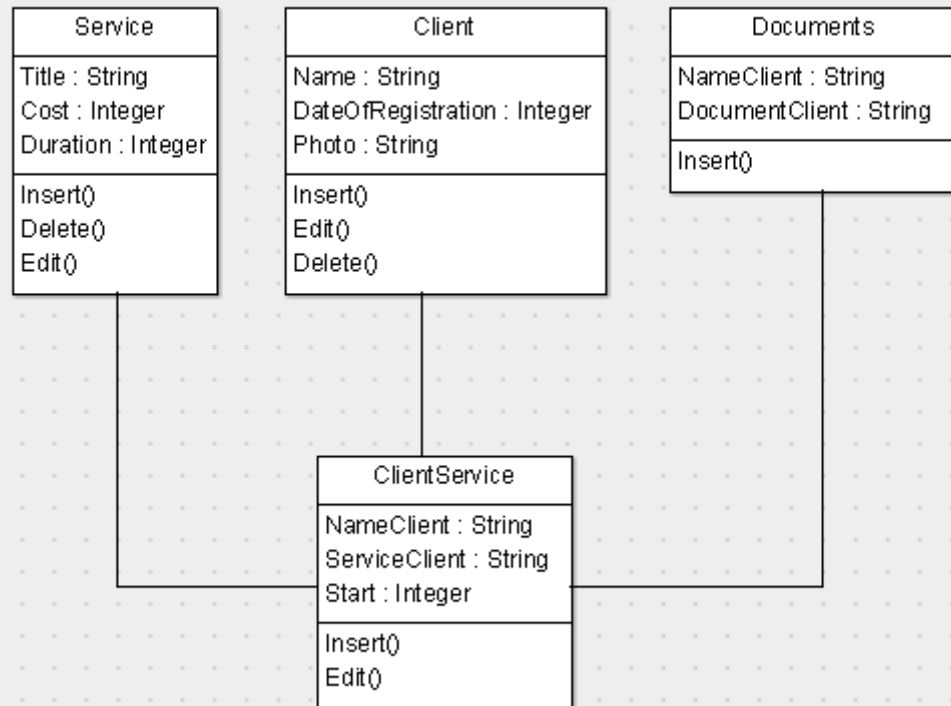 Service
Title : String
Cost : Integer
Duration : Integer
Insert()
Delete()
Edit()
Client
Name : String
DateOfRegistration : Integer
Photo : String
Insert()
Edit()
Delete()
Documents
NameClient : String
DocumentClient : String
Insert()
ClientService
NameClient : String
ServiceClient : String
Start : Integer
Insert()
Edit()